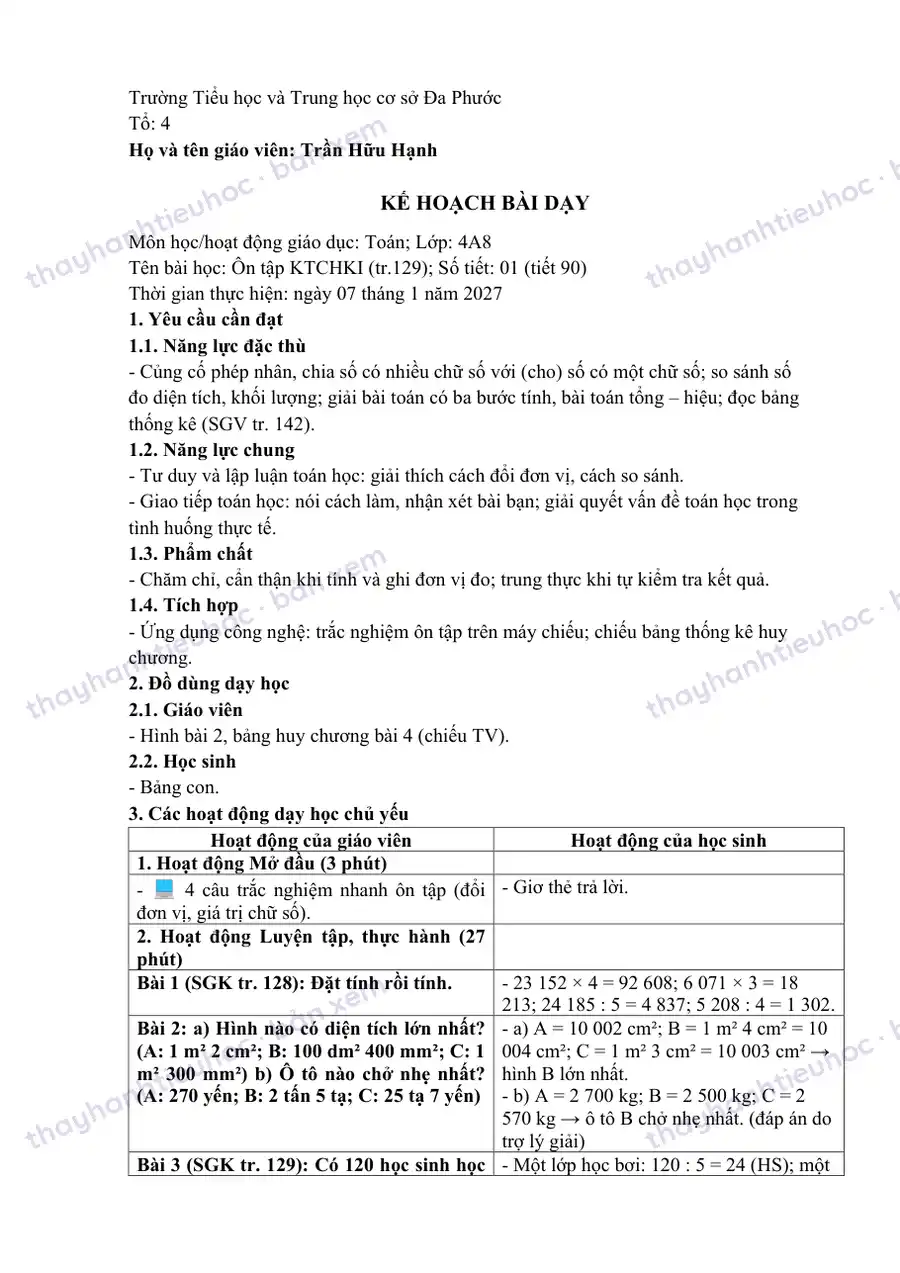 Trường Tiểu học và Trung học cơ sở Đa Phước
Tổ: 4
Họ và tên giáo viên: Trần Hữu Hạnh
KẾ HOẠCH BÀI DẠY
Môn học/hoạt động giáo dục: Toán; Lớp: 4A8
Tên bài học: Ôn tập KTCHKI (tr.129); Số tiết: 01 (tiết 90)
Thời gian thực hiện: ngày 07 tháng 1 năm 2027
1. Yêu cầu cần đạt
1.1. Năng lực đặc thù
- Củng cố phép nhân, chia số có nhiều chữ số với (cho) số có một chữ số; so sánh số
đo diện tích, khối lượng; giải bài toán có ba bước tính, bài toán tổng – hiệu; đọc bảng
thống kê (SGV tr. 142).
1.2. Năng lực chung
- Tư duy và lập luận toán học: giải thích cách đổi đơn vị, cách so sánh.
- Giao tiếp toán học: nói cách làm, nhận xét bài bạn; giải quyết vấn đề toán học trong
tình huống thực tế.
1.3. Phẩm chất
- Chăm chỉ, cẩn thận khi tính và ghi đơn vị đo; trung thực khi tự kiểm tra kết quả.
1.4. Tích hợp
- Ứng dụng công nghệ: trắc nghiệm ôn tập trên máy chiếu; chiếu bảng thống kê huy
chương.
2. Đồ dùng dạy học
2.1. Giáo viên
- Hình bài 2, bảng huy chương bài 4 (chiếu TV).
2.2. Học sinh
- Bảng con.
3. Các hoạt động dạy học chủ yếu
Hoạt động của giáo viên
Hoạt động của học sinh
1. Hoạt động Mở đầu (3 phút)
- 4 câu trắc nghiệm nhanh ôn tập (đổi
đơn vị, giá trị chữ số).
- Giơ thẻ trả lời.
2. Hoạt động Luyện tập, thực hành (27
phút)
Bài 1 (SGK tr. 128): Đặt tính rồi tính.
- 23 152 × 4 = 92 608; 6 071 × 3 = 18
213; 24 185 : 5 = 4 837; 5 208 : 4 = 1 302.
Bài 2: a) Hình nào có diện tích lớn nhất?
(A: 1 m² 2 cm²; B: 100 dm² 400 mm²; C: 1
m² 300 mm²) b) Ô tô nào chở nhẹ nhất?
(A: 270 yến; B: 2 tấn 5 tạ; C: 25 tạ 7 yến)
- a) A = 10 002 cm²; B = 1 m² 4 cm² = 10
004 cm²; C = 1 m² 3 cm² = 10 003 cm² →
hình B lớn nhất.
- b) A = 2 700 kg; B = 2 500 kg; C = 2
570 kg → ô tô B chở nhẹ nhất. (đáp án do
trợ lý giải)
Bài 3 (SGK tr. 129): Có 120 học sinh học
- Một lớp học bơi: 120 : 5 = 24 (HS); một
thayhanhtieuhoc · bản xem
thayhanhtieuhoc · b
thayhanhtieuhoc · bản xem
thayhanhtieuhoc · b
thayhanhtieuhoc · bản xem
thayhanhtieuhoc · b